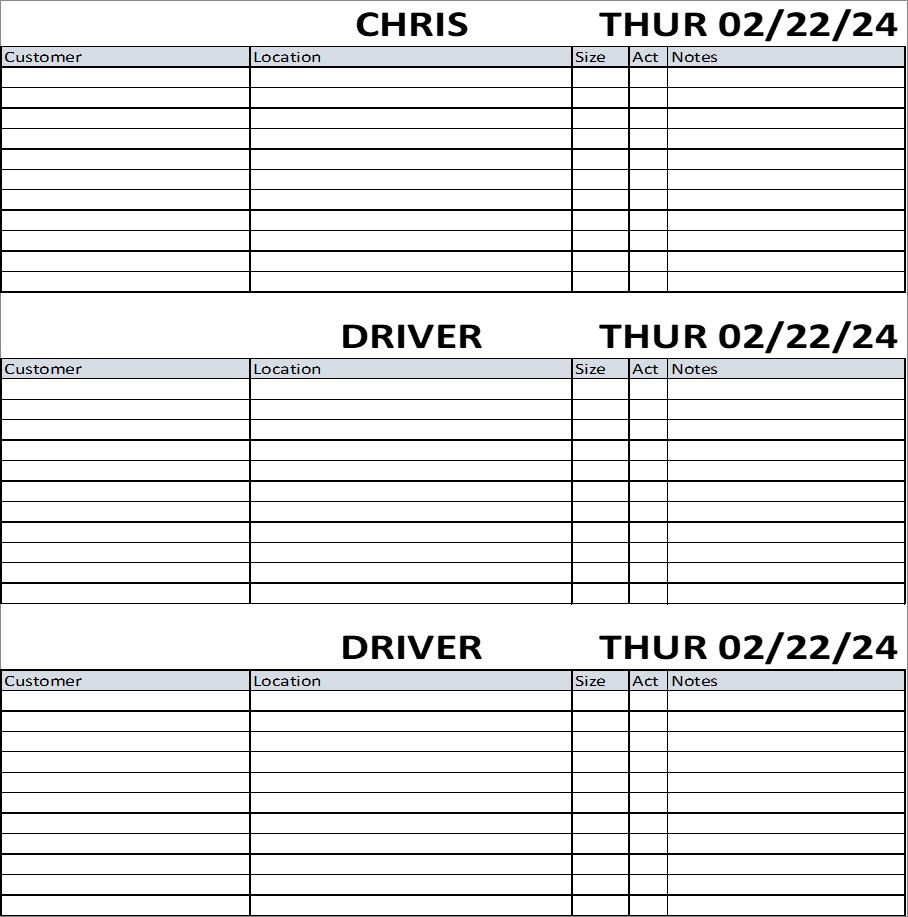 CHRIS THUR 02/22/24
Customer Location Size Act Notes
DRIVER THUR 02/22/24
Customer Location Size Act Notes
DRIVER THUR 02/22/24
Customer Location Size Act Notes